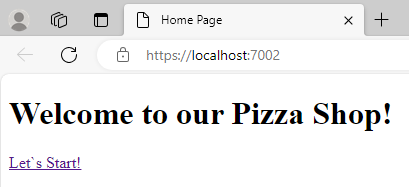 Home Page
https://localhost:7002
Welcome to our Pizza Shop!
Let`s Start!